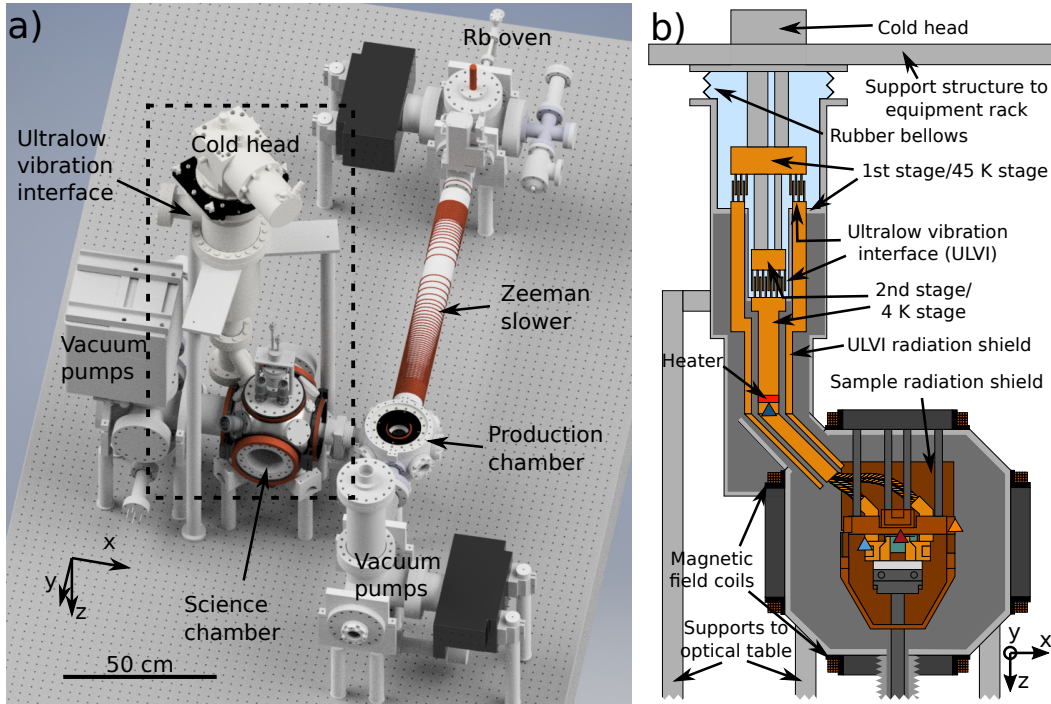 a)
Rb oven
Ultralow
vibration
interface
Cold head
Zeeman
slower
Vacuum
pumps
Production
chamber
x
y
z
Science
chamber
Vacuum
pumps
50 cm
b)
Cold head
Support structure to
equipment rack
Rubber bellows
1st stage/45 K stage
Ultralow vibration
interface (ULVI)
2nd stage/
4 K stage
ULVI radiation shield
Heater
Sample radiation shield
Magnetic
field coils
Supports to
optical table
y
x
z